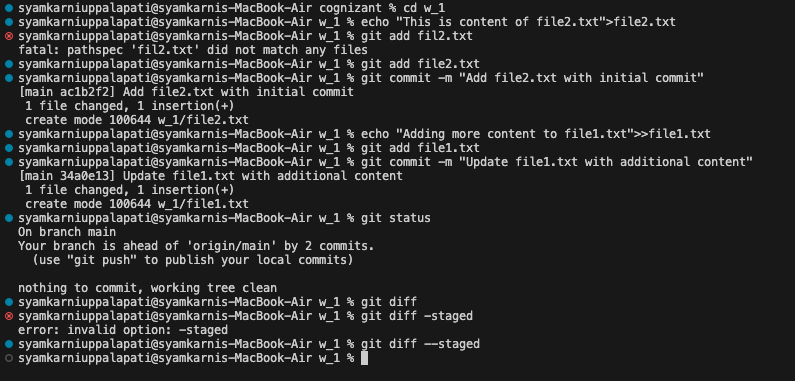 syamkarniuppalapati@syamkarnis-MacBook-Air cognizant % cd w_1
syamkarniuppalapati@syamkarnis-MacBook-Air w_1 % echo "This is content of file2.txt">file2.txt
syamkarniuppalapati@syamkarnis-MacBook-Air w_1 % git add fil2.txt
fatal: pathspec 'fil2.txt' did not match any files
syamkarniuppalapati@syamkarnis-MacBook-Air w_1 % git add file2.txt
syamkarniuppalapati@syamkarnis-MacBook-Air w_1 % git commit -m "Add file2.txt with initial commit"
[main ac1b2f2] Add file2.txt with initial commit
 1 file changed, 1 insertion(+)
 create mode 100644 w_1/file2.txt
syamkarniuppalapati@syamkarnis-MacBook-Air w_1 % echo "Adding more content to file1.txt">>file1.txt
syamkarniuppalapati@syamkarnis-MacBook-Air w_1 % git add file1.txt
syamkarniuppalapati@syamkarnis-MacBook-Air w_1 % git commit -m "Update file1.txt with additional content"
[main 34a0e13] Update file1.txt with additional content
 1 file changed, 1 insertion(+)
 create mode 100644 w_1/file1.txt
syamkarniuppalapati@syamkarnis-MacBook-Air w_1 % git status
On branch main
Your branch is ahead of 'origin/main' by 2 commits.
  (use "git push" to publish your local commits)

nothing to commit, working tree clean
syamkarniuppalapati@syamkarnis-MacBook-Air w_1 % git diff
syamkarniuppalapati@syamkarnis-MacBook-Air w_1 % git diff -staged
error: invalid option: -staged
syamkarniuppalapati@syamkarnis-MacBook-Air w_1 % git diff --staged
syamkarniuppalapati@syamkarnis-MacBook-Air w_1 %